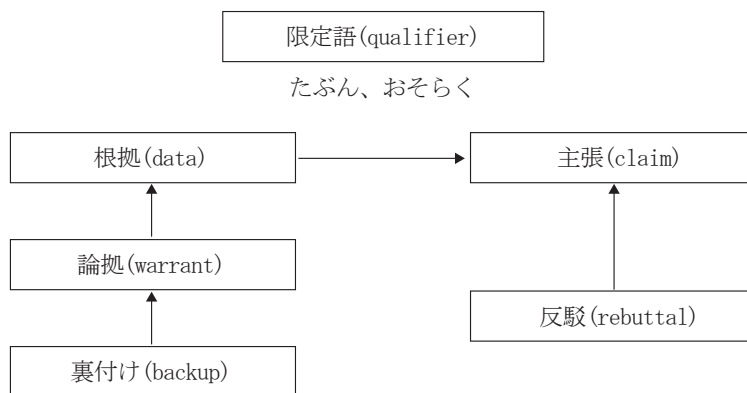 限定語(qualifier)
たぶん、おそらく
根拠(data)
主張(claim)
論拠(warrant)
反駁(rebuttal)
裏付け(backup)